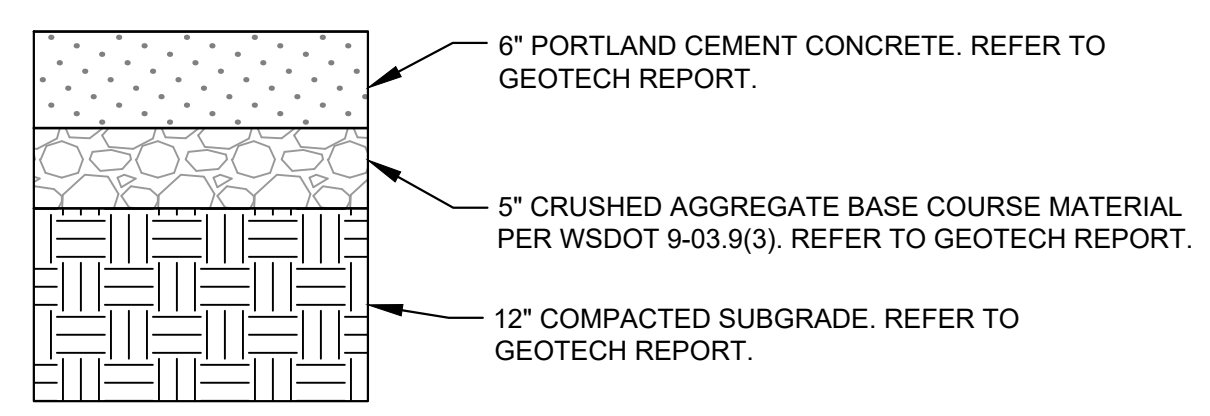 6" PORTLAND CEMENT CONCRETE. REFER TO
GEOTECH REPORT.
5" CRUSHED AGGREGATE BASE COURSE MATERIAL
PER WSDOT 9-03.9(3). REFER TO GEOTECH REPORT.
12" COMPACTED SUBGRADE. REFER TO
GEOTECH REPORT.